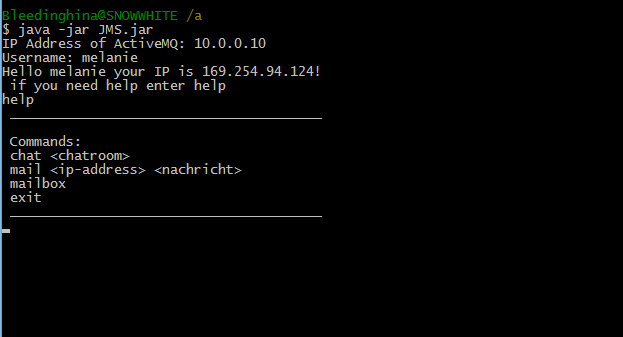 Bleedinghina@SNOWWHITE /a
$ java -jar JMS.jar
IP Address of ActiveMQ: 10.0.0.10
Username: melanie
Hello melanie your IP is 169.254.94.124!
if you need help enter help
help
Commands:
chat <chatroom>
mail <ip-address> <nachricht>
mailbox
exit